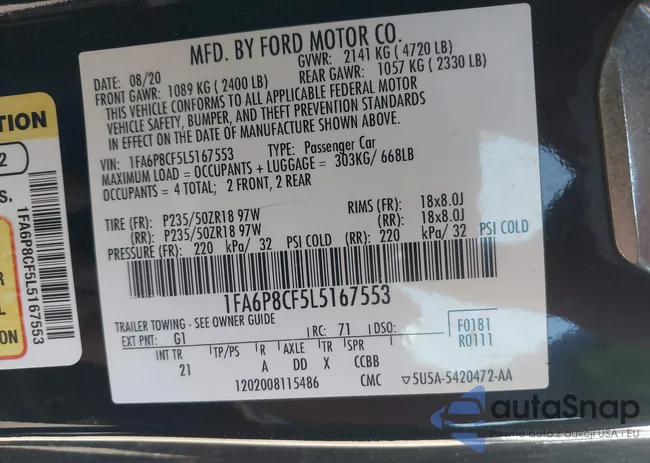 MFD. BY FORD MOTOR CO.
DATE: 08/20
GVWR: 2141 KG ( 4720 LB)
FRONT GAWR: 1089 KG ( 2400 LB)
REAR GAWR: 1057 KG ( 2330 LB)
THIS VEHICLE CONFORMS TO ALL APPLICABLE FEDERAL MOTOR
VEHICLE SAFETY, BUMPER, AND THEFT PREVENTION STANDARDS
IN EFFECT ON THE DATE OF MANUFACTURE SHOWN ABOVE.
VIN: 1FA6P8CF5L5167553 TYPE: Passenger Car
MAXIMUM LOAD = OCCUPANTS + LUGGAGE = 303KG/ 668LB
OCCUPANTS = 4 TOTAL; 2 FRONT, 2 REAR
TIRE (FR): P235/50ZR18 97W RIMS (FR): 18x8.0J
(RR): P235/50ZR18 97W (RR): 18x8.0J
PRESSURE (FR): 220 kPa/ 32 PSI COLD (RR): 220 kPa/ 32 PSI COLD
1FA6P8CF5L5167553
TRAILER TOWING - SEE OWNER GUIDE
EXT PNT: G1 RC: 71 DSO: F0181
R0111
INT TR TP/PS R AXLE TR SPR
21 A DD X CCBB
1202008115486 CMC ▽5U5A-5420472-AA
TION
2
S.
R
L
N
1FA6P8CF5L5167553
autoSnap
Pewne auto z aukcji USA i EU